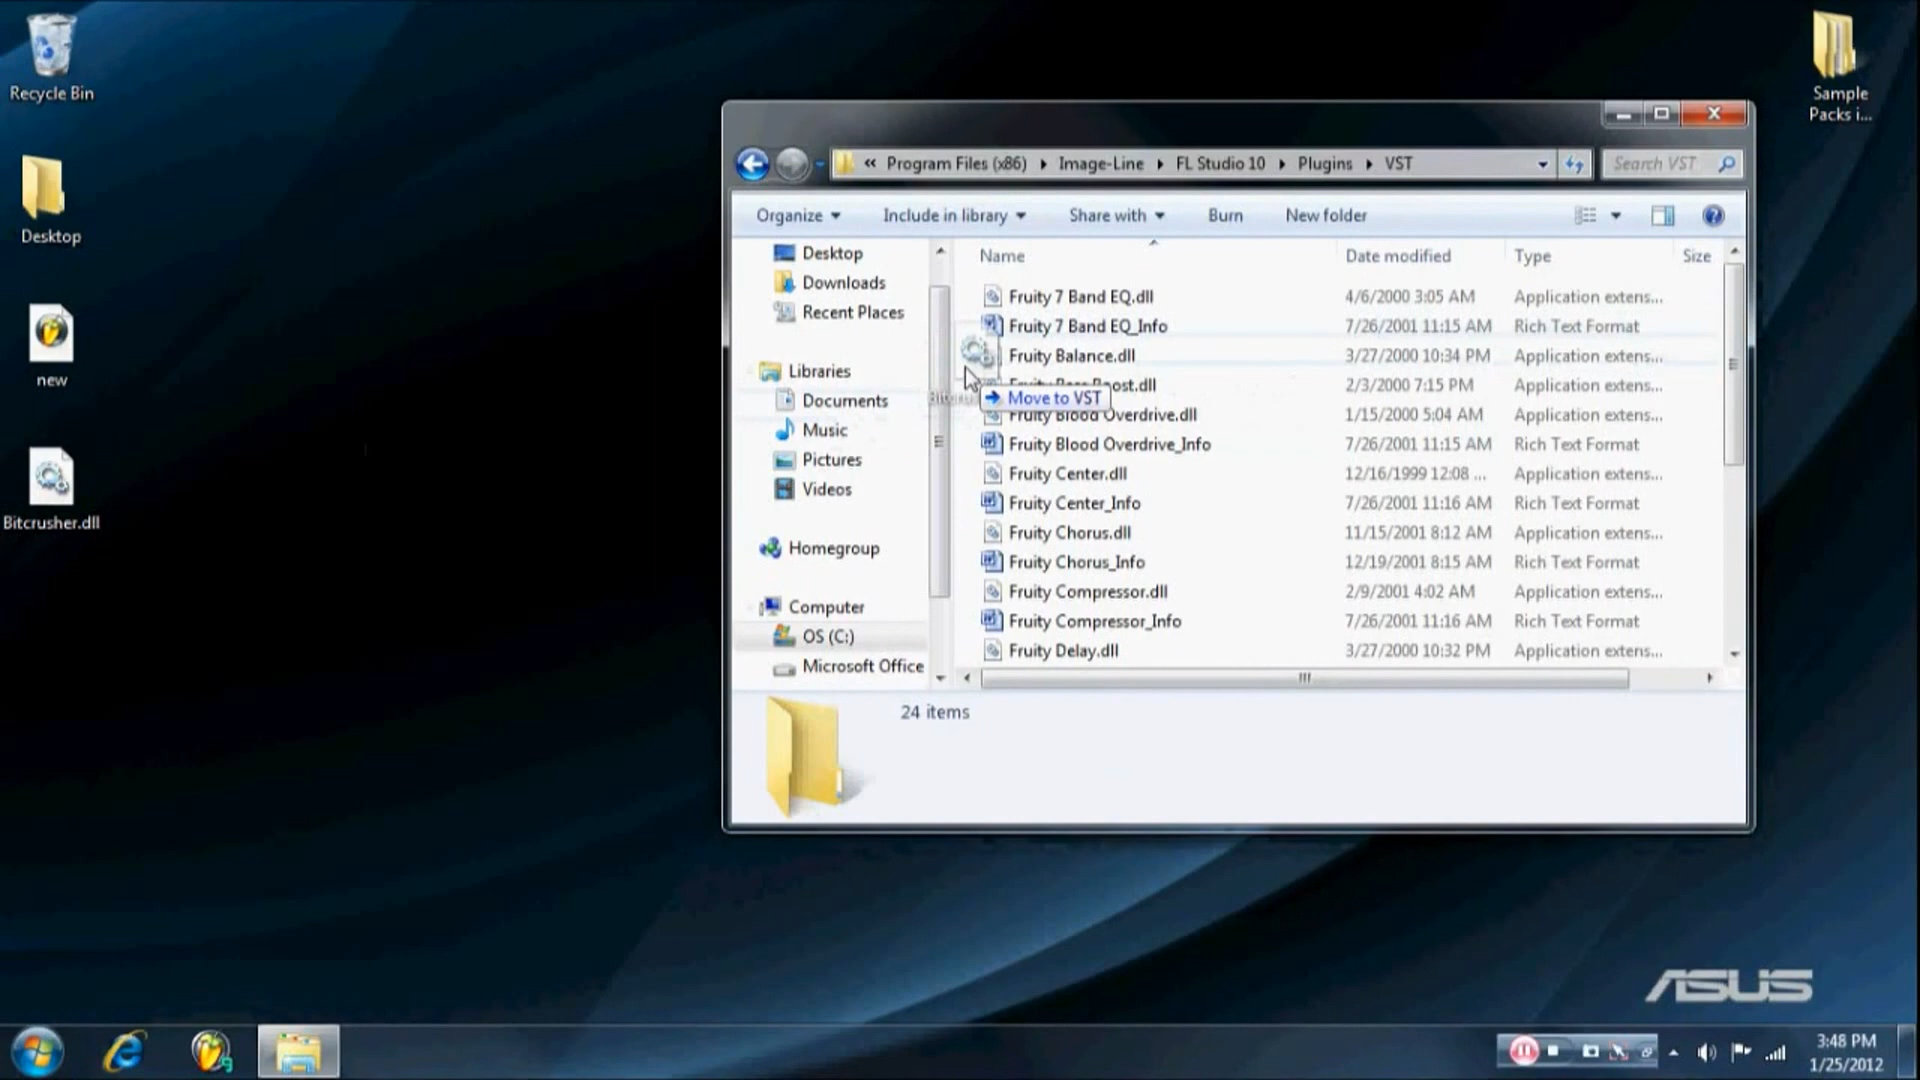 Recycle Bin
Desktop
new
Bitcrusher.dll
Sample
Packs i...
« Program Files (x86) Image-Line FL Studio 10 Plugins VST
Search VST
Organize Include in library Share with Burn New folder
Desktop
Downloads
Recent Places
Libraries
Documents
Music
Pictures
Videos
Homegroup
Computer
OS (C:)
Microsoft Office
Name Date modified Type Size
Fruity 7 Band EQ.dll 4/6/2000 3:05 AM Application extens...
Fruity 7 Band EQ_Info 7/26/2001 11:15 AM Rich Text Format
Fruity Balance.dll 3/27/2000 10:34 PM Application extens...
Fruity Boost.dll 2/3/2000 7:15 PM Application extens...
Move to VST
Fruity Blood Overdrive.dll 1/15/2000 5:04 AM Application extens...
Fruity Blood Overdrive_Info 7/26/2001 11:15 AM Rich Text Format
Fruity Center.dll 12/16/1999 12:08 ... Application extens...
Fruity Center_Info 7/26/2001 11:16 AM Rich Text Format
Fruity Chorus.dll 11/15/2001 8:12 AM Application extens...
Fruity Chorus_Info 12/19/2001 8:15 AM Rich Text Format
Fruity Compressor.dll 2/9/2001 4:02 AM Application extens...
Fruity Compressor_Info 7/26/2001 11:16 AM Rich Text Format
Fruity Delay.dll 3/27/2000 10:32 PM Application extens...
24 items
ASUS
3:48 PM
1/25/2012